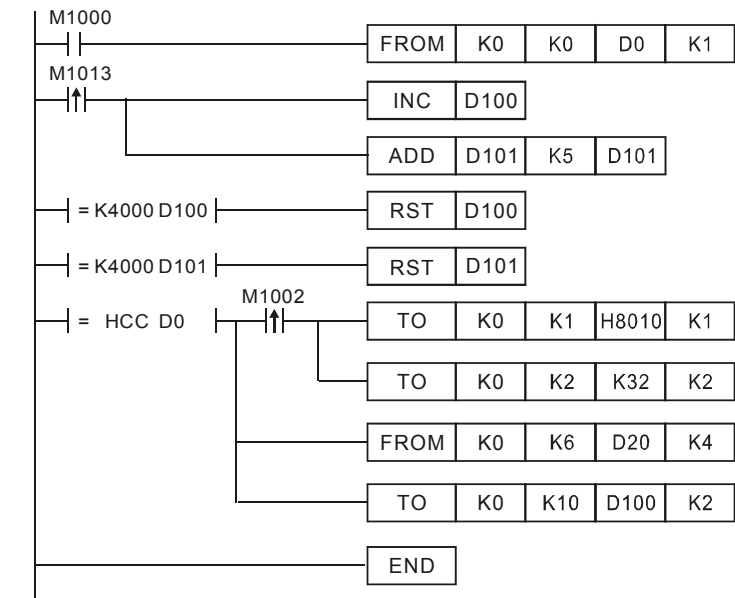 M1000
FROM K0 K0 D0 K1
M1013
INC D100
ADD D101 K5 D101
= K4000 D100 RST D100
= K4000 D101 RST D101
M1002
= HCC D0 TO K0 K1 H8010 K1
TO K0 K2 K32 K2
FROM K0 K6 D20 K4
TO K0 K10 D100 K2
END